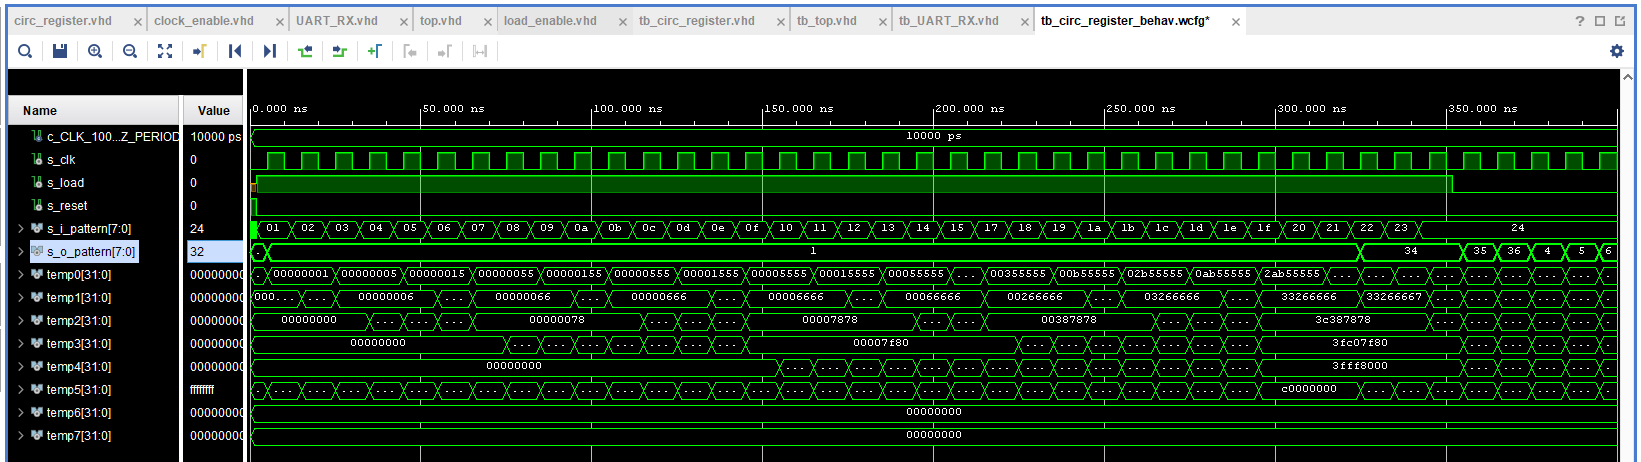 circ_register.vhd × clock_enable.vhd × UART_RX.vhd × top.vhd × load_enable.vhd × tb_circ_register.vhd × tb_top.vhd × tb_UART_RX.vhd × tb_circ_register_behav.wcfg* ×
Name Value 0.000 ns 50.000 ns 100.000 ns 150.000 ns 200.000 ns 250.000 ns 300.000 ns 350.000 ns
c_CLK_100...Z_PERIOD 10000 ps 10000 ps
s_clk 0
s_load 0
s_reset 0
s_i_pattern[7:0] 24 01 02 03 04 05 06 07 08 09 0a 0b 0c 0d 0e 0f 10 11 12 13 14 15 16 17 18 19 1a 1b 1c 1d 1e 1f 20 21 22 23 24
s_o_pattern[7:0] 32 . 1 34 35 36 4 5 6
temp0[31:0] 00000000 ... 00000001 ... 00000005 ... 00000015 ... 00000055 ... 00000155 ... 00000555 ... 00001555 ... 00005555 ... 00015555 ... 00055555 ... ... 00355555 ... 00b55555 ... 02b55555 ... 0ab55555 ... 2ab55555 ... ... ... ... ... ... ... ...
temp1[31:0] 00000000 000... ... 00000006 ... ... 00000066 ... ... 00000666 ... ... 00006666 ... ... 00066666 ... 00266666 ... ... 03266666 ... ... 33266666 33266667 ... ... ... ... ...
temp2[31:0] 00000000 00000000 ... ... ... 00000078 ... ... ... 00007878 ... ... 00387878 ... ... ... 3c387878 ... ... ... ... ...
temp3[31:0] 00000000 00000000 ... ... ... ... ... ... ... 00007f80 ... ... ... ... ... ... ... 3fc07f80 ... ... ... ... ...
temp4[31:0] 00000000 00000000 ... ... ... ... ... ... ... ... ... ... ... ... ... ... 3fff8000 ... ... ... ... ...
temp5[31:0] ffffffff ... ... ... ... ... ... ... ... ... ... ... ... ... ... ... ... ... ... ... ... ... ... ... ... ... ... ... ... ... c0000000 ... ... ... ... ... ... ... ...
temp6[31:0] 00000000 00000000
temp7[31:0] 00000000 00000000